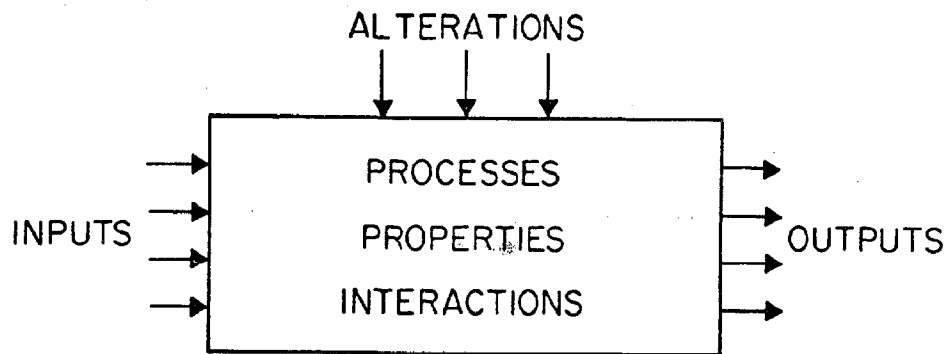 ALTERATIONS
PROCESSES
INPUTS
PROPERTIES
OUTPUTS
INTERACTIONS